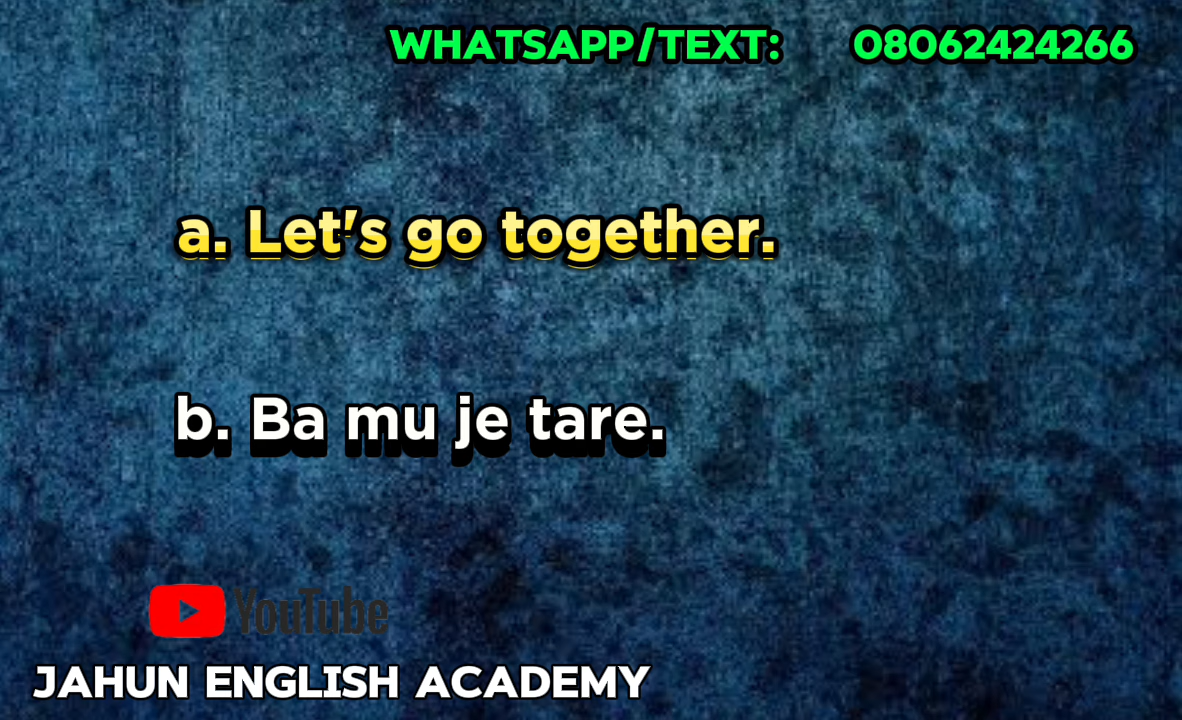 WHATSAPP/TEXT: 08062424266
a. Let's go together.
b. Ba mu je tare.
YouTube
JAHUN ENGLISH ACADEMY